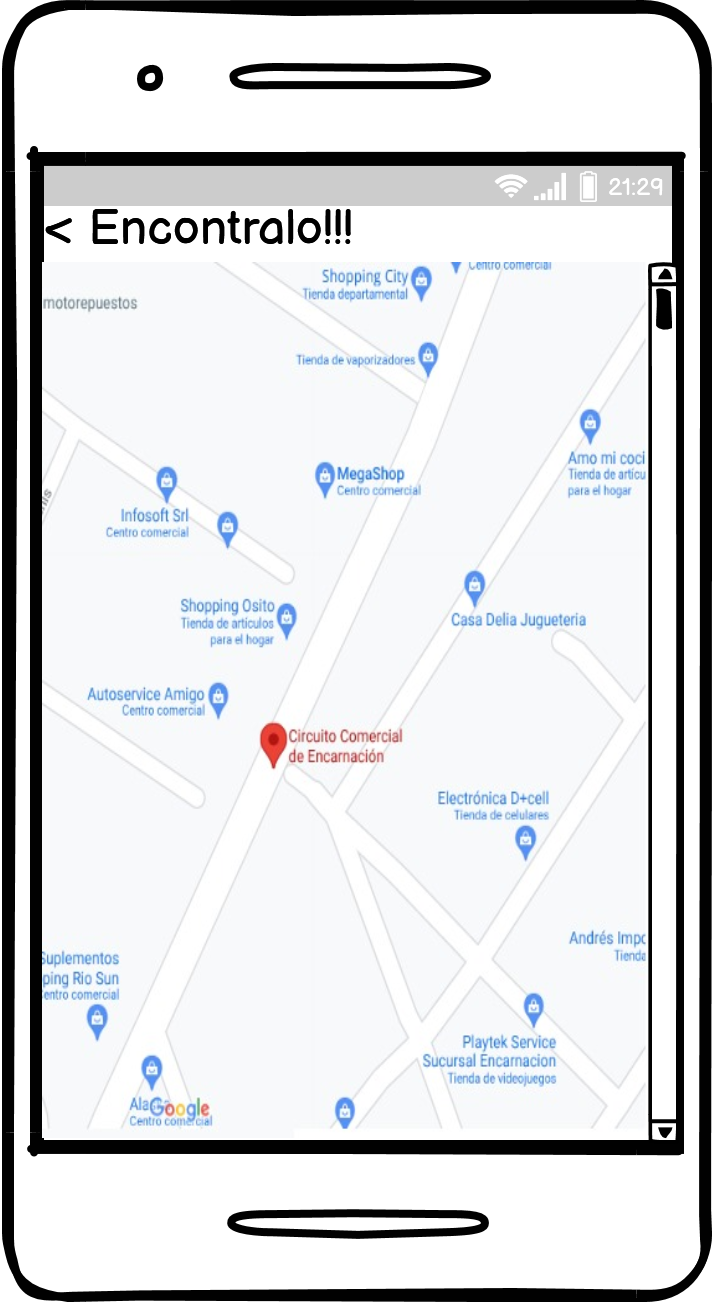 21:29
< Encontralo!!!
Centro comercial
Shopping City
Tienda departamental
motorepuestos
Tienda de vaporizadores
Amo mi coci
Tienda de artícu
para el hogar
MegaShop
Centro comercial
Infosoft Srl
Centro comercial
Shopping Osito
Tienda de artículos
para el hogar
Casa Delia Jugueteria
Autoservice Amigo
Centro comercial
Circuito Comercial
de Encarnación
Electrónica D+cell
Tienda de celulares
Andrés Impo
Tienda
Suplementos
ping Rio Sun
Centro comercial
Playtek Service
Sucursal Encarnacion
Tienda de videojuegos
Google
Centro comercial